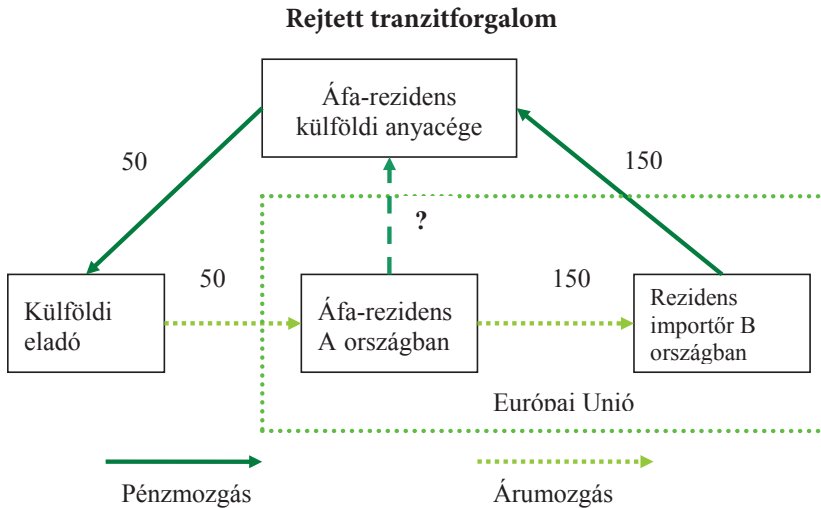 Rejtett tranzitforgalom
Áfa-rezidens
külföldi anyacége
50
150
?
50
150
Külföldi
eladó
Áfa-rezidens
A országban
Rezidens
importőr B
országban
Európai Unió
Pénzmozgás
Árumozgás